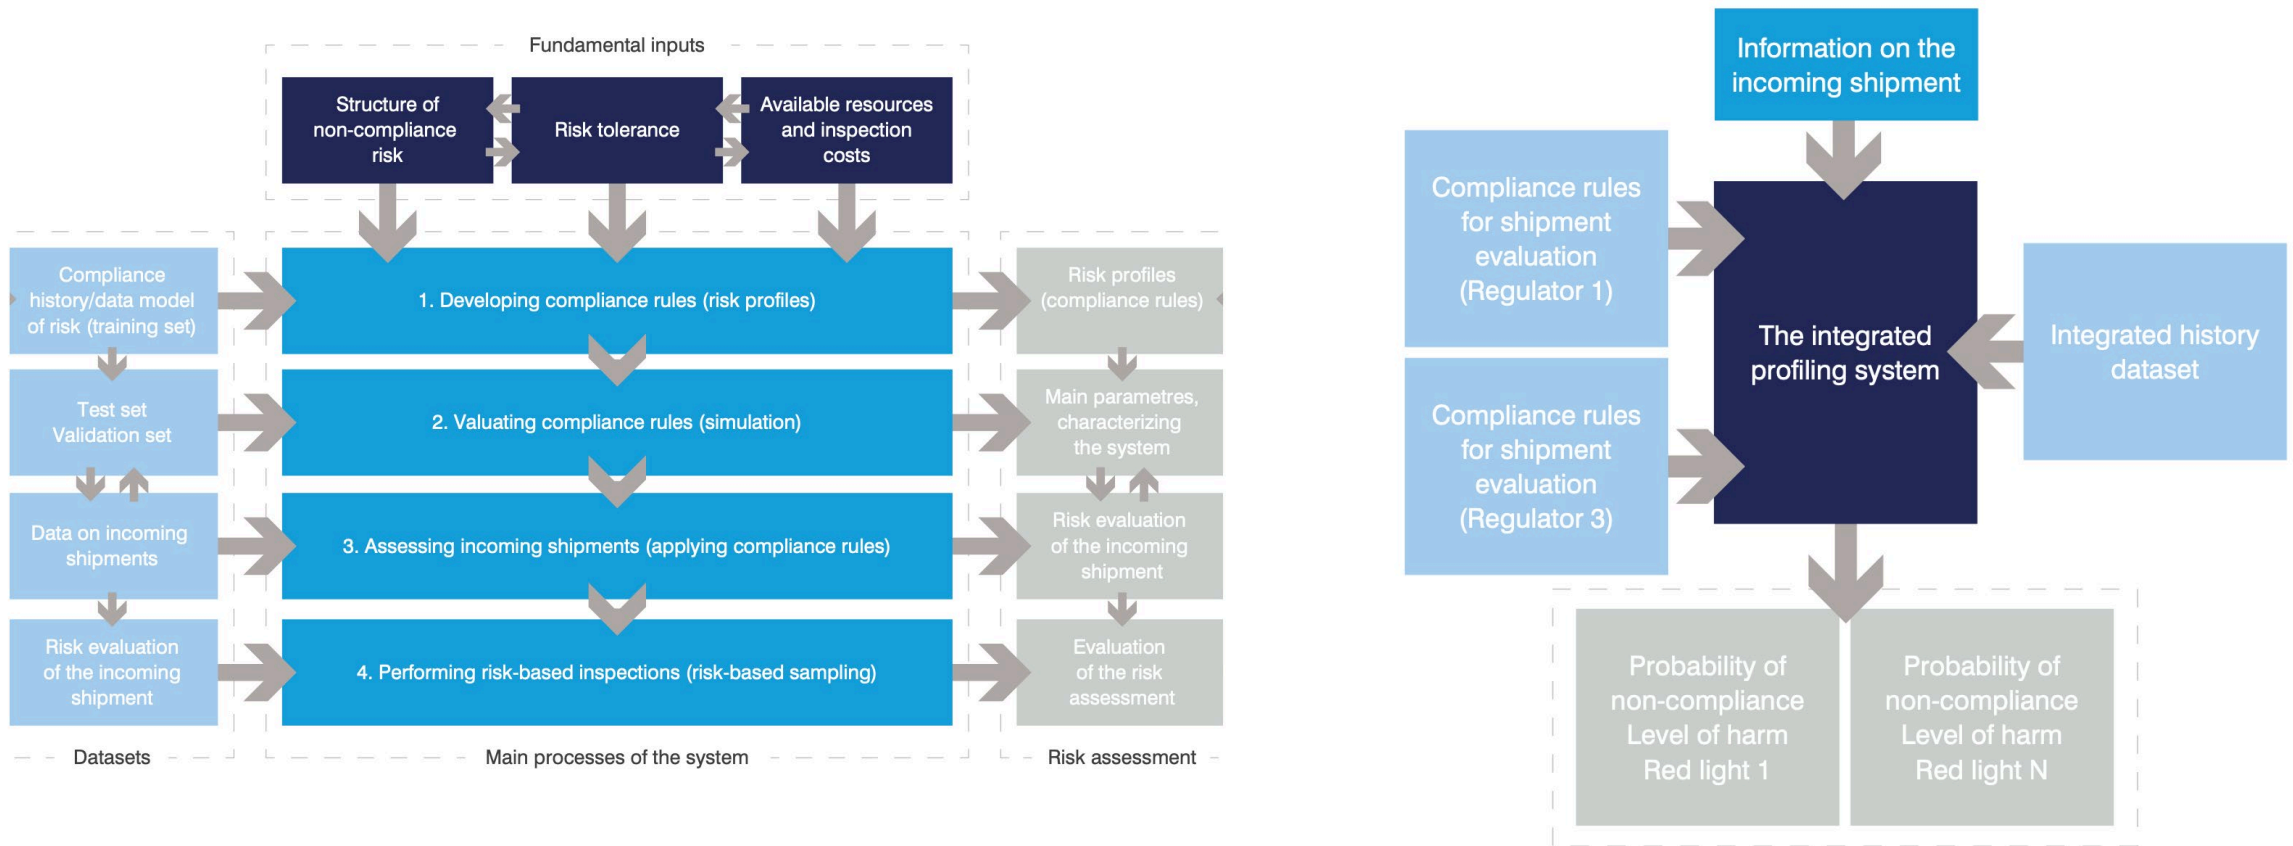 Fundamental inputs
Structure of
non-compliance
risk
Risk tolerance
Available resources
and inspection
costs
Compliance
history/data model
of risk (training set)
1. Developing compliance rules (risk profiles)
Risk profiles
(compliance rules)
Test set
Validation set
2. Valuating compliance rules (simulation)
Main parametres,
characterizing
the system
Data on incoming
shipments
3. Assessing incoming shipments (applying compliance rules)
Risk evaluation
of the incoming
shipment
Risk evaluation
of the incoming
shipment
4. Performing risk-based inspections (risk-based sampling)
Evaluation
of the risk
assessment
Datasets
Main processes of the system
Risk assessment
Information on the
incoming shipment
Compliance rules
for shipment
evaluation
(Regulator 1)
The integrated
profiling system
Integrated history
dataset
Compliance rules
for shipment
evaluation
(Regulator 3)
Probability of
non-compliance
Level of harm
Red light 1
Probability of
non-compliance
Level of harm
Red light N